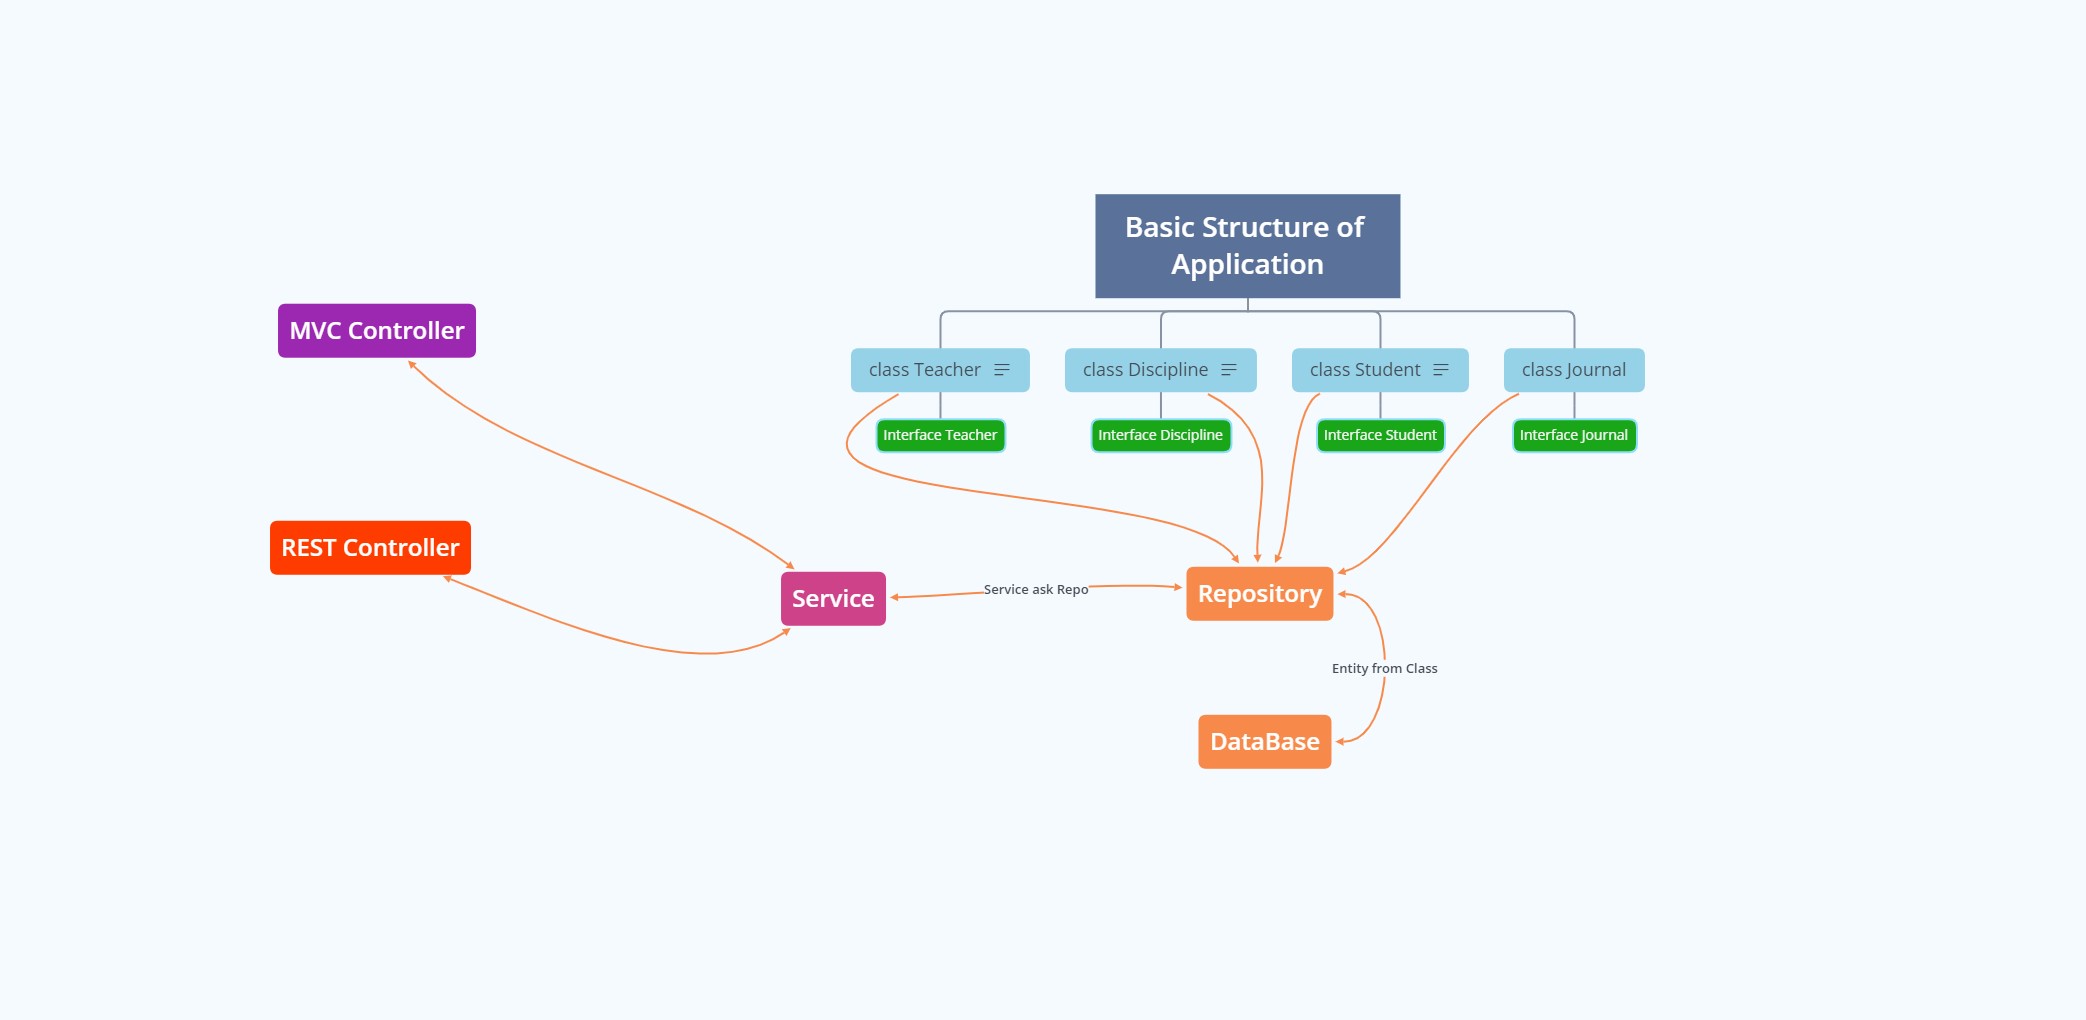 Basic Structure of
Application
MVC Controller
class Teacher
class Discipline
class Student
class Journal
Interface Teacher
Interface Discipline
Interface Student
Interface Journal
REST Controller
Service
Service ask Repo
Repository
Entity from Class
DataBase